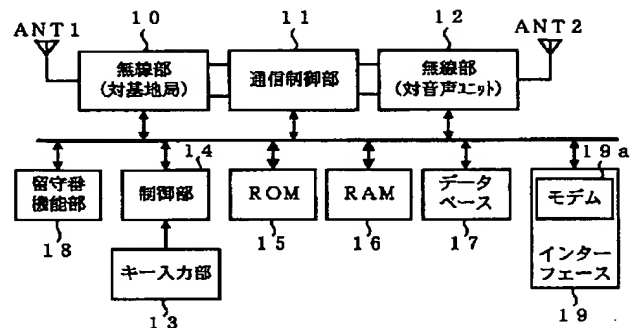 ANT1
10
11
12
ANT2
無線部
(対基地局)
通信制御部
無線部
(対音声ユニット)
14
19a
留守番
機能部
制御部
ROM
RAM
データ
ベース
モデム
インター
フェース
18
15
16
17
19
キー入力部
13